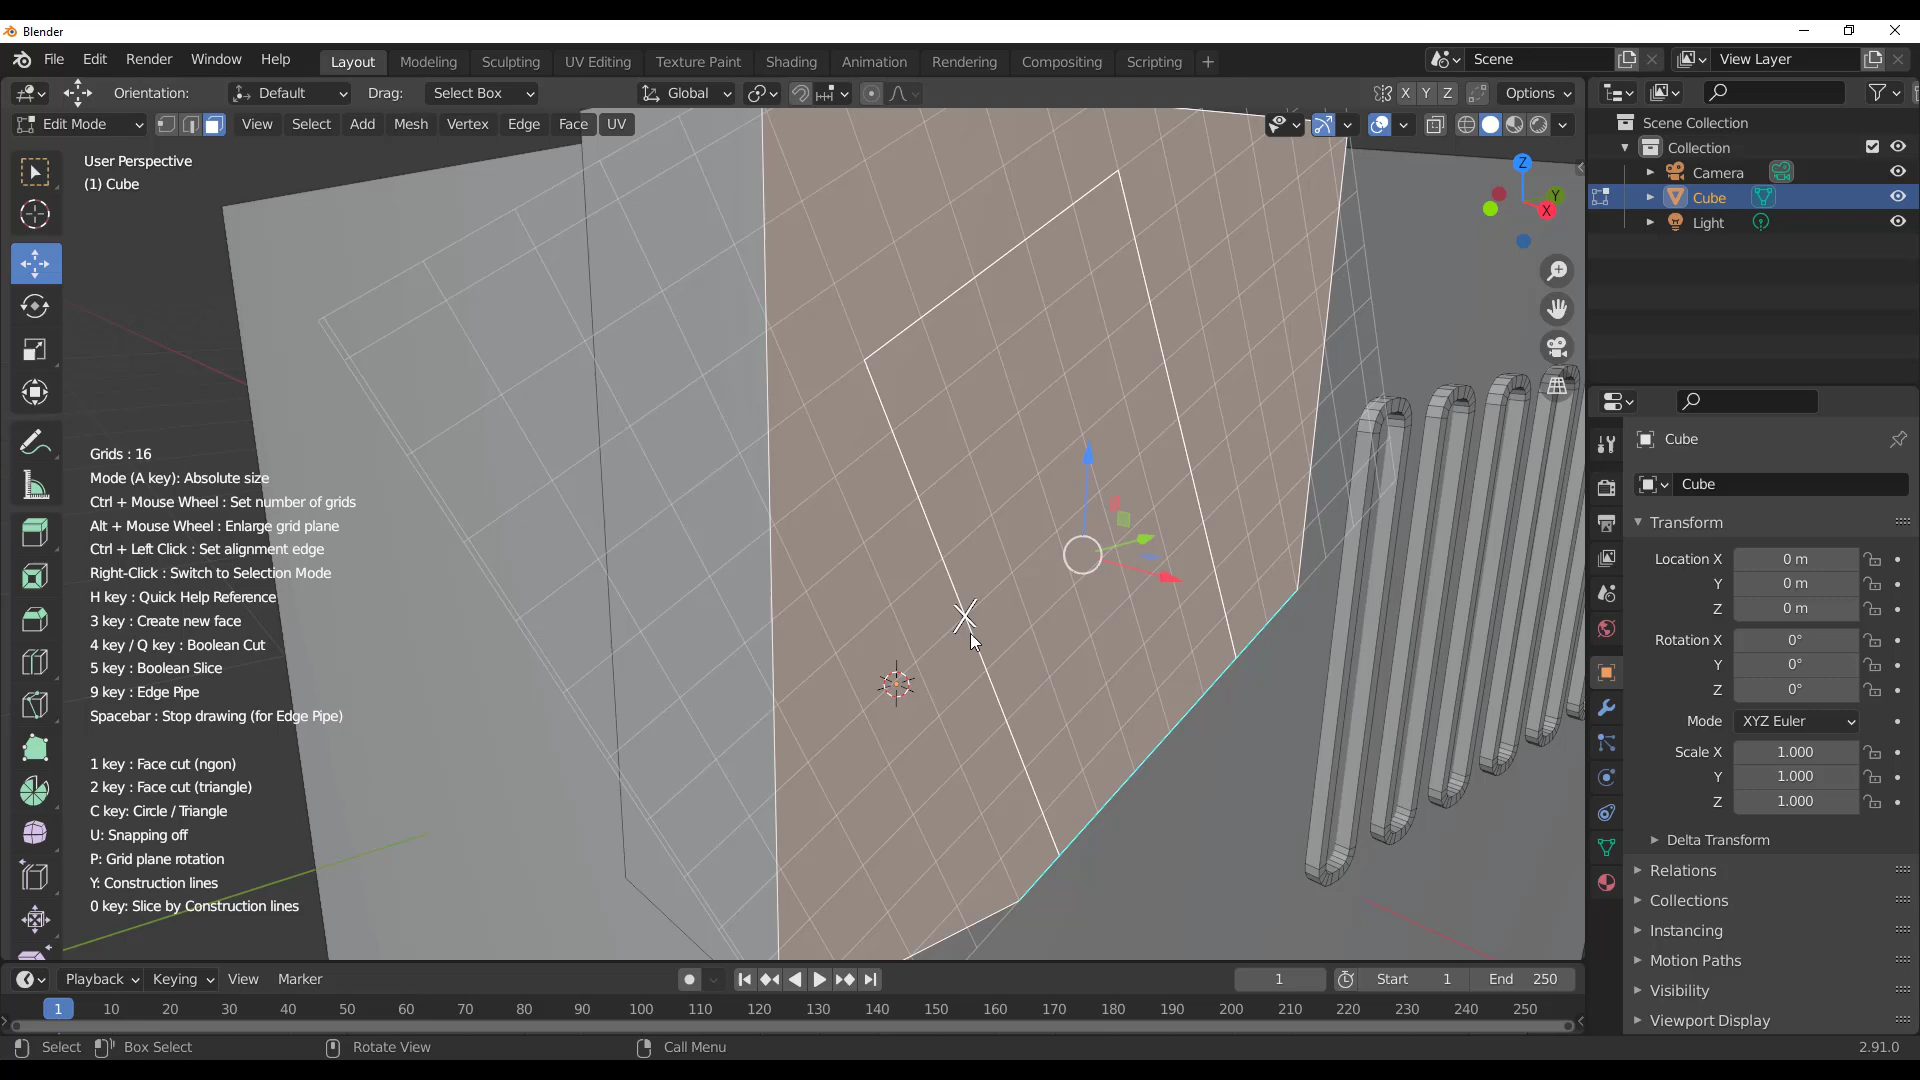 Blender
File Edit Render Window Help Layout Modeling Sculpting UV Editing Texture Paint Shading Animation Rendering Compositing Scripting + Scene View Layer
Orientation: Default Drag: Select Box Global X Y Z Options
Edit Mode View Select Add Mesh Vertex Edge Face UV
User Perspective
(1) Cube
Z
Y
X
Grids : 16
Mode (A key): Absolute size
Ctrl + Mouse Wheel : Set number of grids
Alt + Mouse Wheel : Enlarge grid plane
Ctrl + Left Click : Set alignment edge
Right-Click : Switch to Selection Mode
H key : Quick Help Reference
3 key : Create new face
4 key / Q key : Boolean Cut
5 key : Boolean Slice
9 key : Edge Pipe
Spacebar : Stop drawing (for Edge Pipe)
1 key : Face cut (ngon)
2 key : Face cut (triangle)
C key: Circle / Triangle
U: Snapping off
P: Grid plane rotation
Y: Construction lines
0 key: Slice by Construction lines
Scene Collection
Collection
Camera
Cube
Light
Cube
Cube
Transform
Location X 0 m
Y 0 m
Z 0 m
Rotation X 0°
Y 0°
Z 0°
Mode XYZ Euler
Scale X 1.000
Y 1.000
Z 1.000
Delta Transform
Relations
Collections
Instancing
Motion Paths
Visibility
Viewport Display
Playback Keying View Marker 1 Start 1 End 250
1 10 20 30 40 50 60 70 80 90 100 110 120 130 140 150 160 170 180 190 200 210 220 230 240 250
Select Box Select Rotate View Call Menu 2.91.0